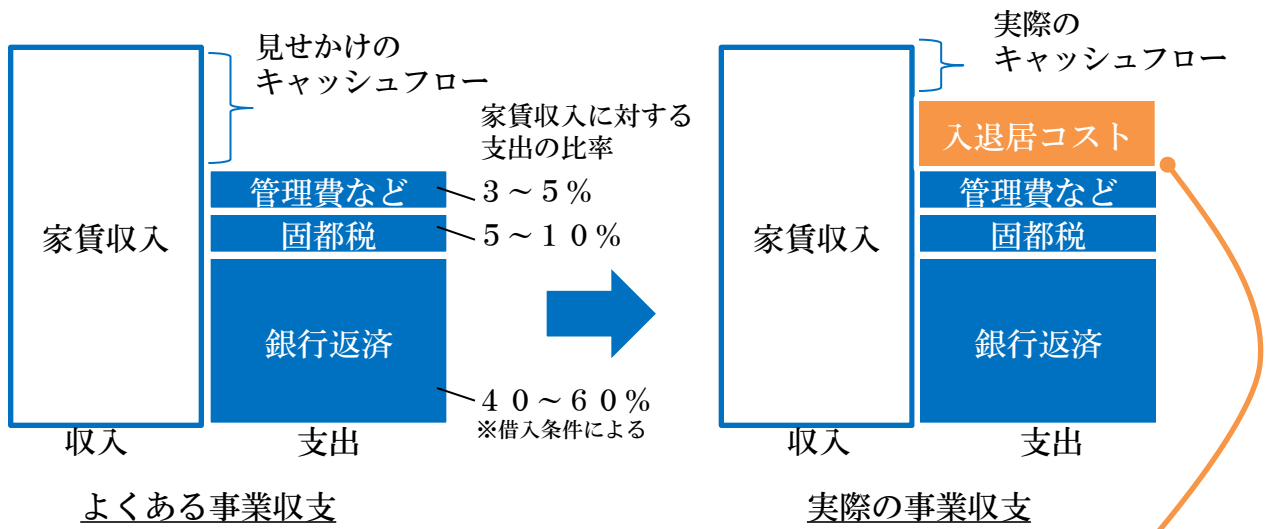 見せかけの
キャッシュフロー
家賃収入に対する
支出の比率
家賃収入
管理費など
3～5%
固都税
5～10%
銀行返済
40～60%
※借入条件による
収入
支出
よくある事業収支
実際の
キャッシュフロー
家賃収入
入退居コスト
管理費など
固都税
銀行返済
収入
支出
実際の事業収支